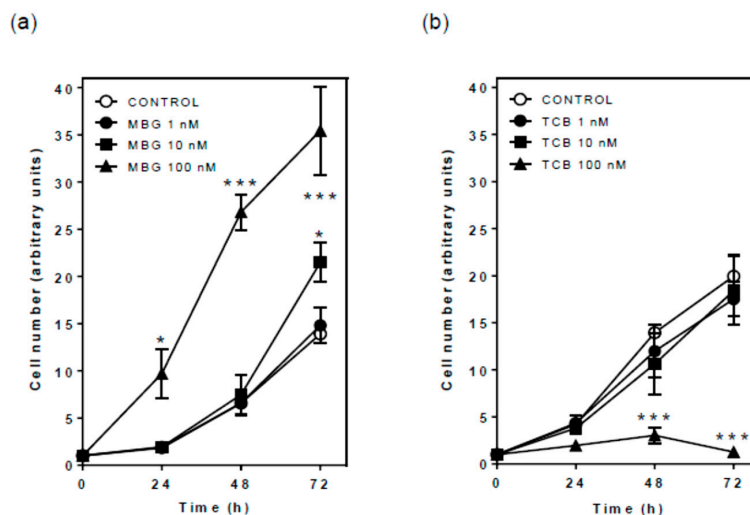 (a)
40
35
30
25
20
15
10
5
0
Cell number (arbitrary units)
CONTROL
MBG 1 nM
MBG 10 nM
MBG 100 nM
***
***
*
*
0 24 48 72
Time (h)
(b)
40
35
30
25
20
15
10
5
0
Cell number (arbitrary units)
CONTROL
TCB 1 nM
TCB 10 nM
TCB 100 nM
***
***
0 24 48 72
Time (h)